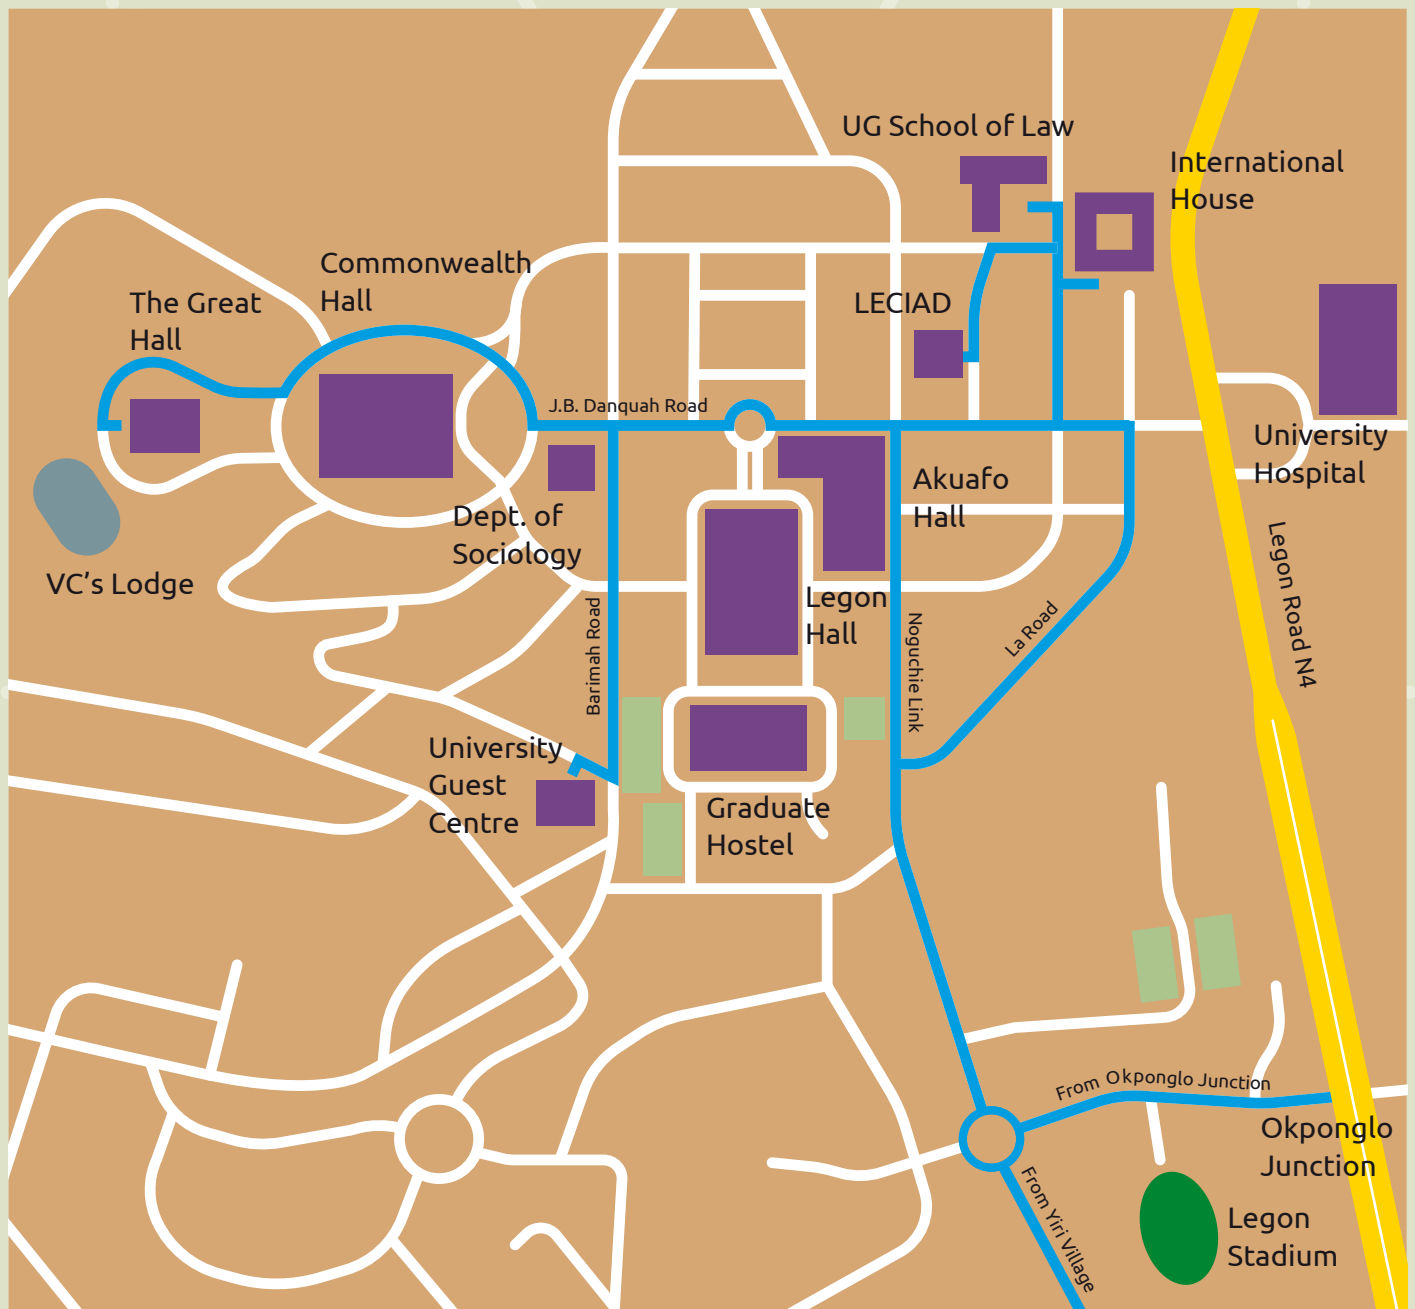 UG School of Law
International
House
Commonwealth
Hall
The Great
Hall
LECIAD
J.B. Danquah Road
University
Hospital
Akuafo
Hall
Dept. of
Sociology
VC’s Lodge
Legon Road N4
Legon
Hall
Barimah Road
Noguchie Link
La Road
University
Guest
Centre
Graduate
Hostel
From Okponglo Junction
Okponglo
Junction
From Yiri Village
Legon
Stadium